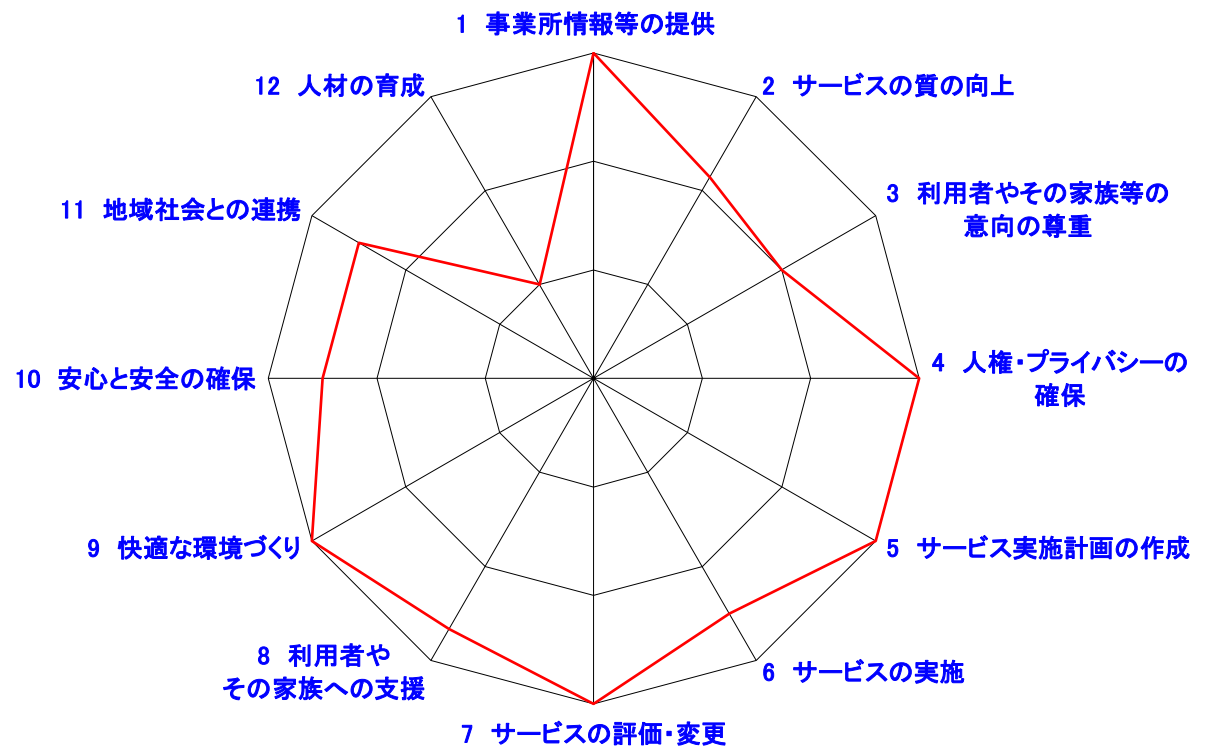 1 事業所情報等の提供
2 サービスの質の向上
3 利用者やその家族等の
意向の尊重
4 人権・プライバシーの
確保
5 サービス実施計画の作成
6 サービスの実施
7 サービスの評価・変更
8 利用者や
その家族への支援
9 快適な環境づくり
10 安心と安全の確保
11 地域社会との連携
12 人材の育成